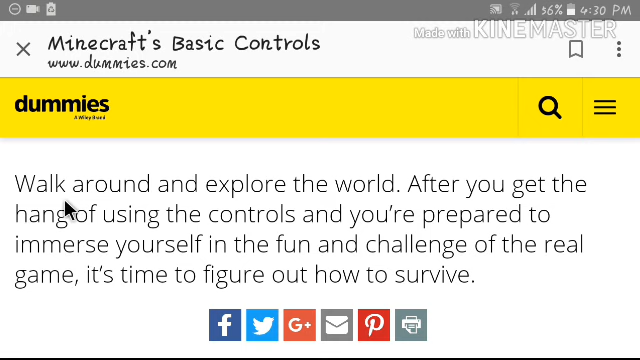 56% 4:30 PM
Made with KINEMASTER
Minecraft's Basic Controls
www.dummies.com
dummies
A Wiley Brand
Walk around and explore the world. After you get the
hang of using the controls and you're prepared to
immerse yourself in the fun and challenge of the real
game, it's time to figure out how to survive.
f G+